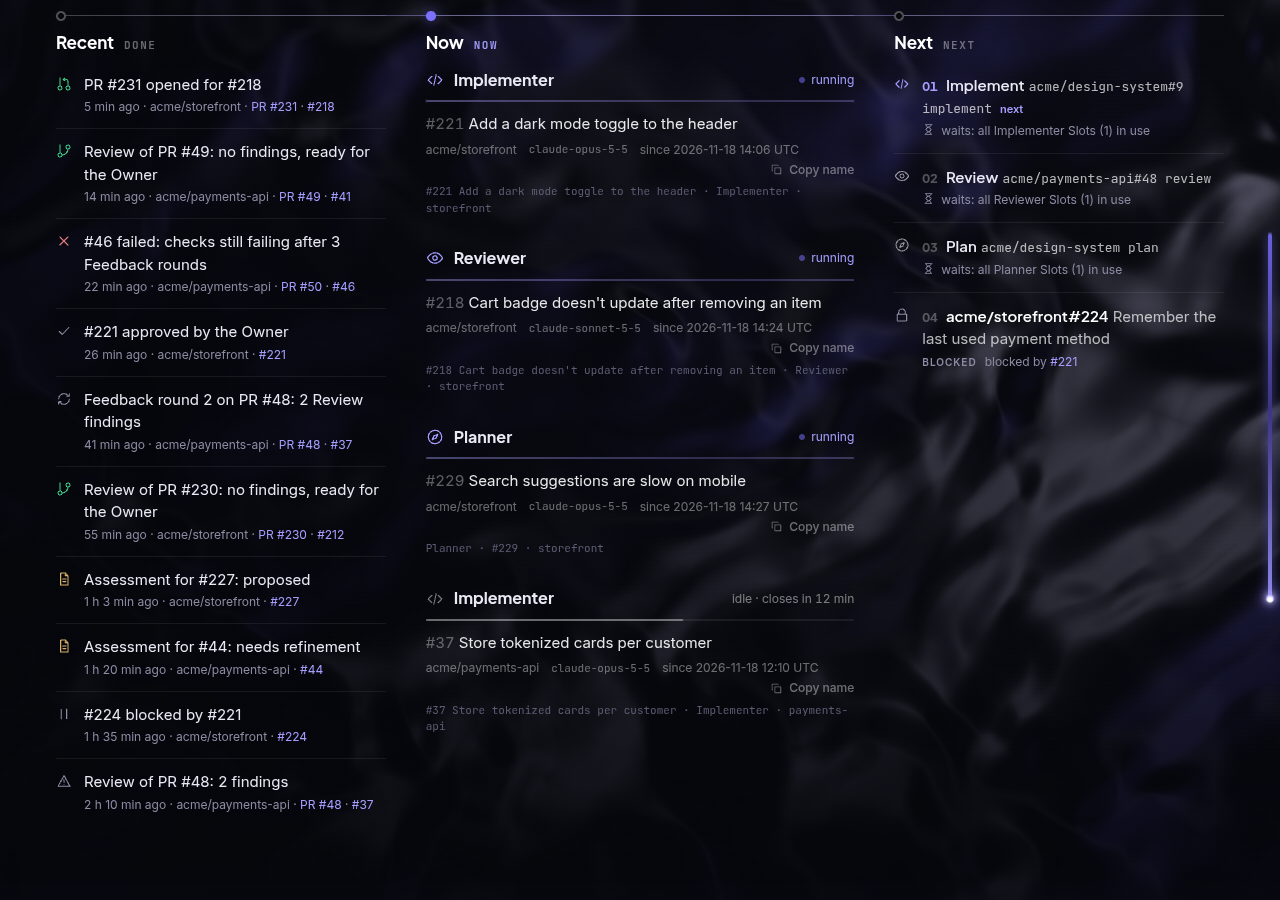 Recent DONE
PR #231 opened for #218
5 min ago · acme/storefront · PR #231 · #218
Review of PR #49: no findings, ready for
the Owner
14 min ago · acme/payments-api · PR #49 · #41
#46 failed: checks still failing after 3
Feedback rounds
22 min ago · acme/payments-api · PR #50 · #46
#221 approved by the Owner
26 min ago · acme/storefront · #221
Feedback round 2 on PR #48: 2 Review
findings
41 min ago · acme/payments-api · PR #48 · #37
Review of PR #230: no findings, ready for
the Owner
55 min ago · acme/storefront · PR #230 · #212
Assessment for #227: proposed
1 h 3 min ago · acme/storefront · #227
Assessment for #44: needs refinement
1 h 20 min ago · acme/payments-api · #44
#224 blocked by #221
1 h 35 min ago · acme/storefront · #224
Review of PR #48: 2 findings
2 h 10 min ago · acme/payments-api · PR #48 · #37
Now NOW
Implementer running
#221 Add a dark mode toggle to the header
acme/storefront claude-opus-5-5 since 2026-11-18 14:06 UTC
Copy name
#221 Add a dark mode toggle to the header · Implementer ·
storefront
Reviewer running
#218 Cart badge doesn't update after removing an item
acme/storefront claude-sonnet-5-5 since 2026-11-18 14:24 UTC
Copy name
#218 Cart badge doesn't update after removing an item · Reviewer
· storefront
Planner running
#229 Search suggestions are slow on mobile
acme/storefront claude-opus-5-5 since 2026-11-18 14:27 UTC
Copy name
Planner · #229 · storefront
Implementer idle · closes in 12 min
#37 Store tokenized cards per customer
acme/payments-api claude-opus-5-5 since 2026-11-18 12:10 UTC
Copy name
#37 Store tokenized cards per customer · Implementer · payments-
api
Next NEXT
01 Implement acme/design-system#9
implement next
waits: all Implementer Slots (1) in use
02 Review acme/payments-api#48 review
waits: all Reviewer Slots (1) in use
03 Plan acme/design-system plan
waits: all Planner Slots (1) in use
04 acme/storefront#224 Remember the
last used payment method
BLOCKED blocked by #221